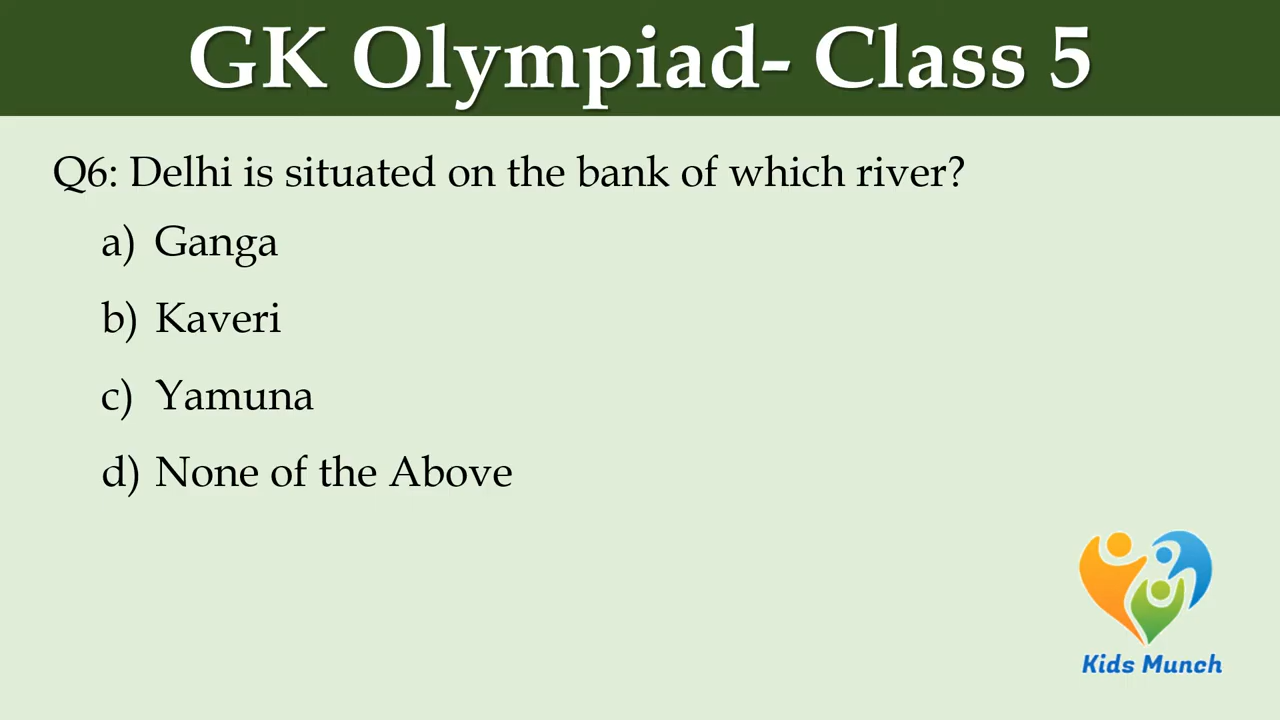 GK Olympiad- Class 5
Q6: Delhi is situated on the bank of which river?
a) Ganga
b) Kaveri
c) Yamuna
d) None of the Above
Kids Munch